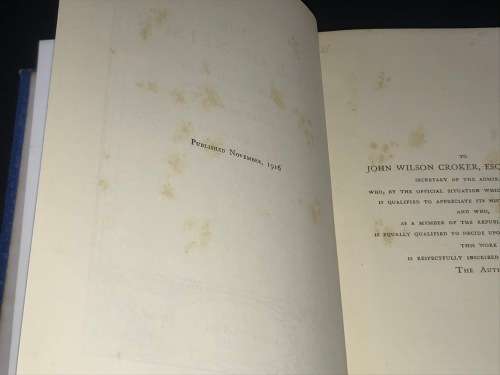 Published November, 1916
TO
JOHN WILSON CROKER, ESQ
SECRETARY OF THE ADMIR
WHO, BY THE OFFICIAL SITUATION WHIC
IS QUALIFIED TO APPRECIATE ITS
AND WHO,
AS A MEMBER OF THE REPUBL
IS EQUALLY QUALIFIED TO DECIDE UPO
THIS WORK
IS RESPECTFULLY INSCRIBED
The Auth